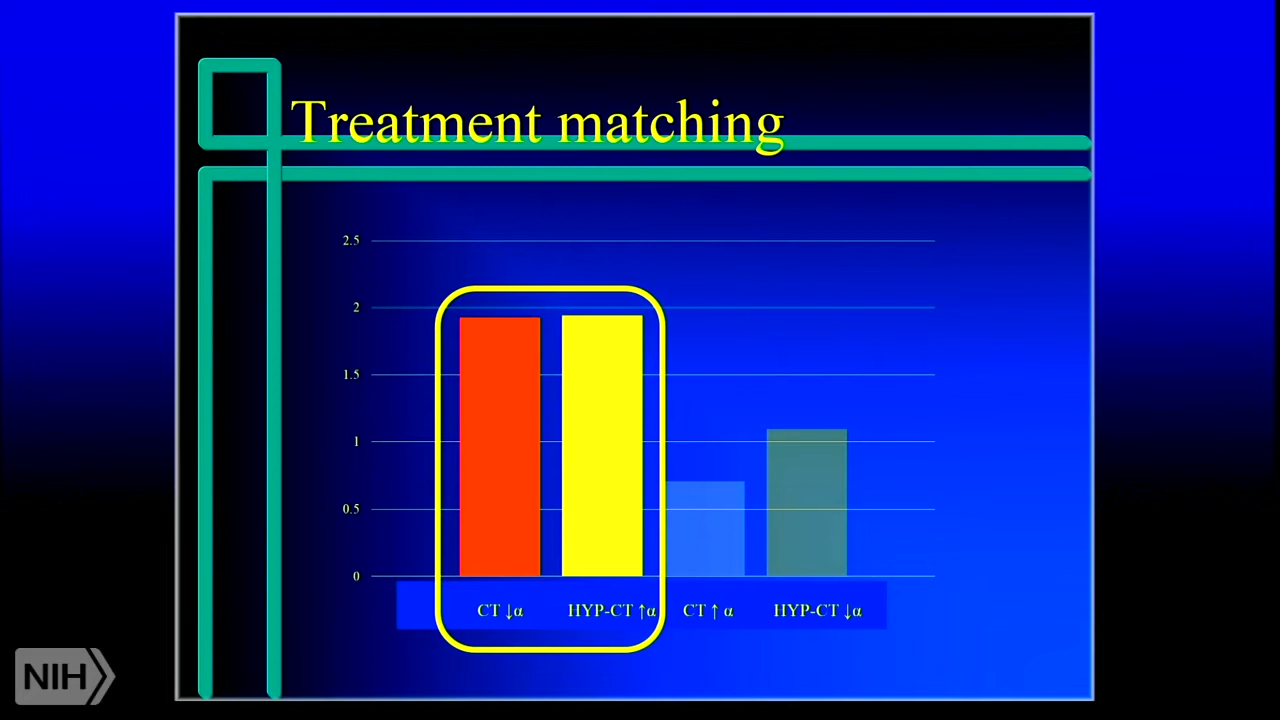 Treatment matching
2.5
2
1.5
1
0.5
0
CT ↓α HYP-CT ↑α CT ↑ α HYP-CT ↓α
NIH